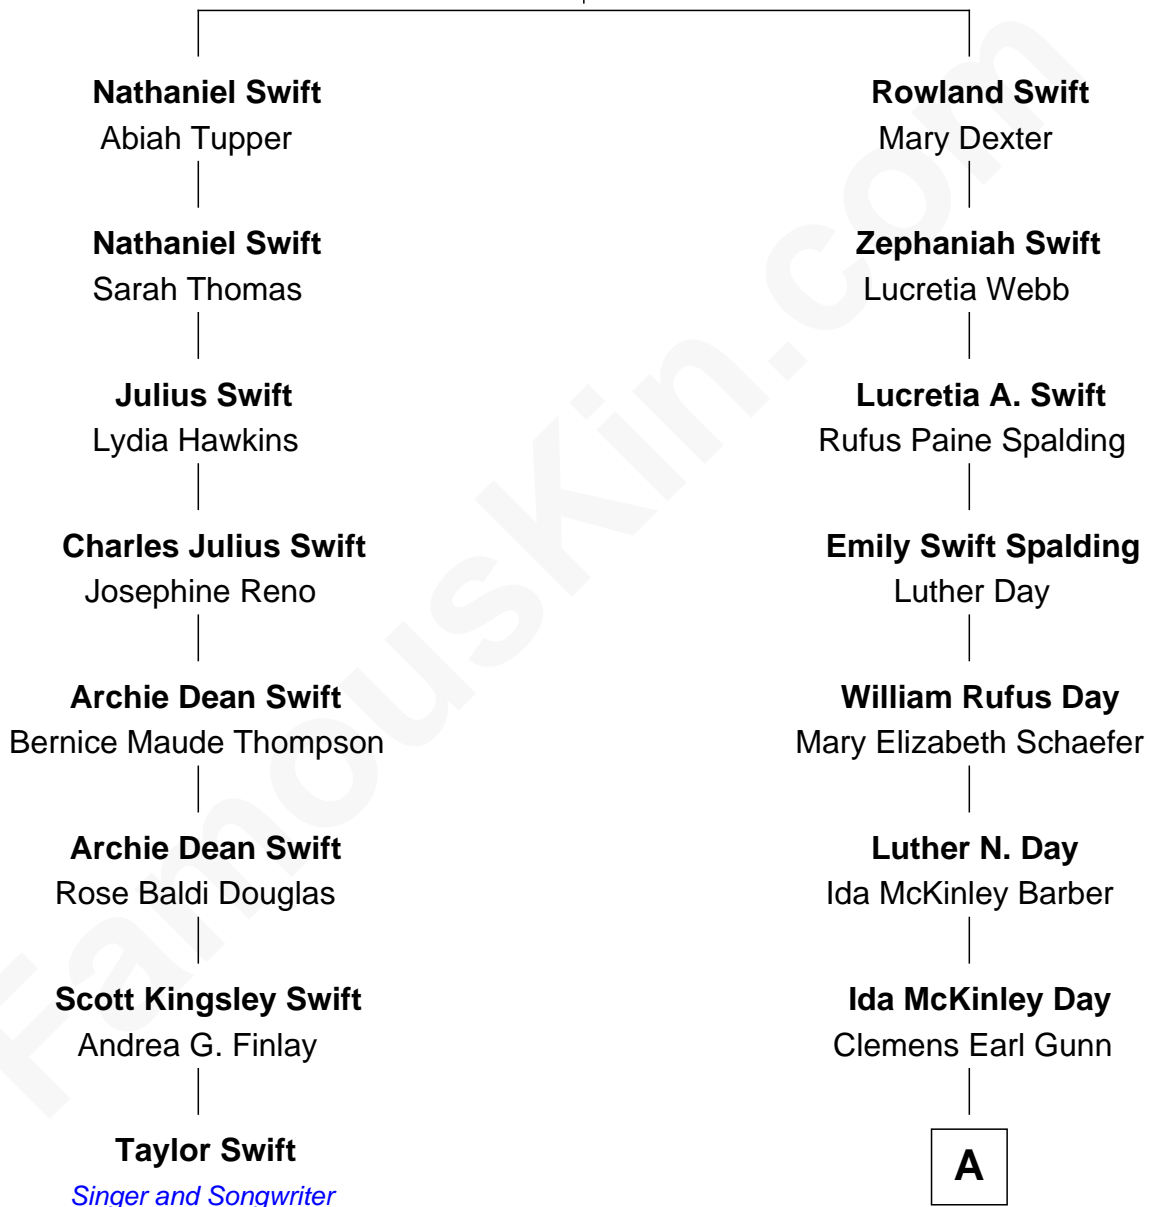 Nathaniel Swift
Abiah Tupper
Rowland Swift
Mary Dexter
Nathaniel Swift
Sarah Thomas
Zephaniah Swift
Lucretia Webb
Julius Swift
Lydia Hawkins
Lucretia A. Swift
Rufus Paine Spalding
Charles Julius Swift
Josephine Reno
Emily Swift Spalding
Luther Day
Archie Dean Swift
Bernice Maude Thompson
William Rufus Day
Mary Elizabeth Schaefer
Archie Dean Swift
Rose Baldi Douglas
Luther N. Day
Ida McKinley Barber
Scott Kingsley Swift
Andrea G. Finlay
Ida McKinley Day
Clemens Earl Gunn
Taylor Swift
Singer and Songwriter
A
FamousKin.com